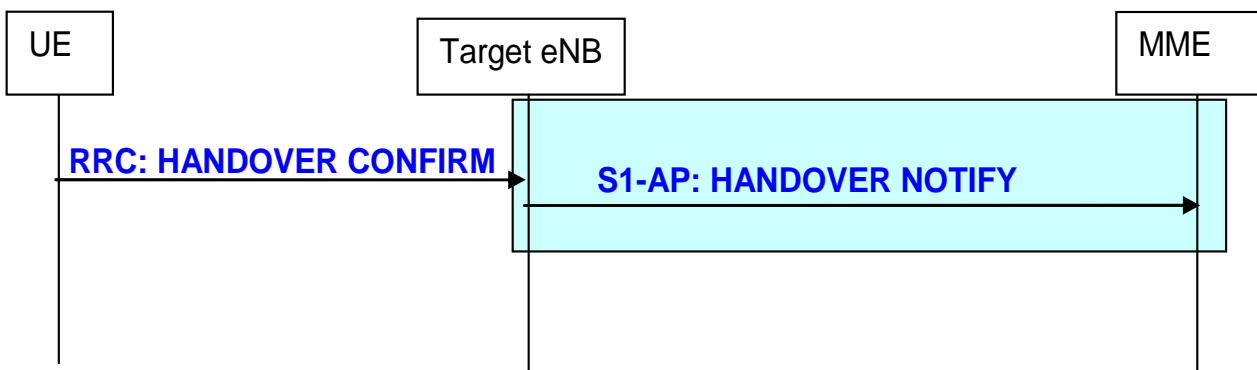 UE
Target eNB
MME
RRC: HANDOVER CONFIRM
S1-AP: HANDOVER NOTIFY